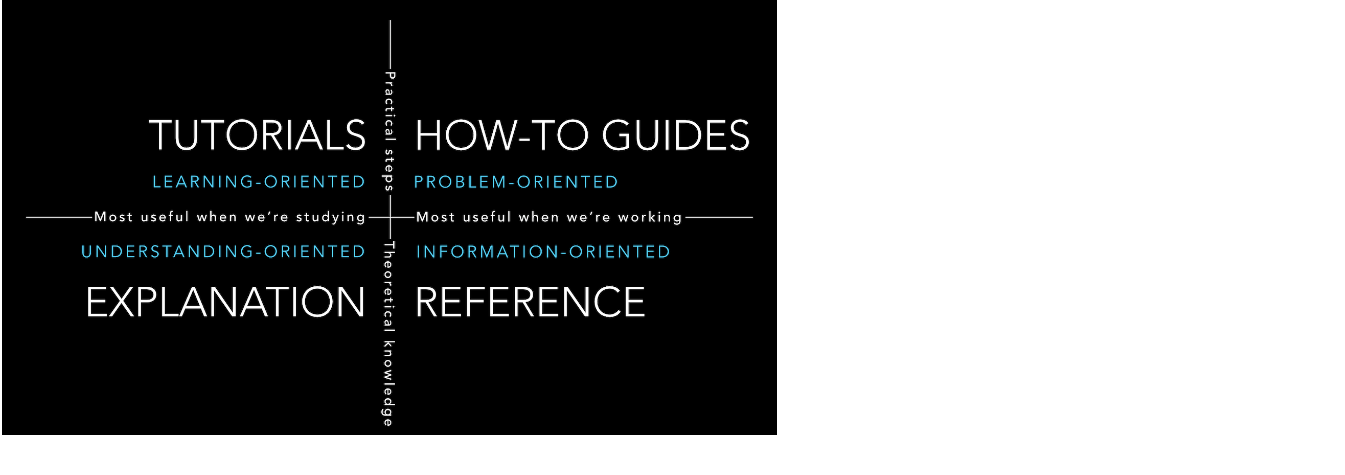 Practical steps
TUTORIALS
HOW-TO GUIDES
LEARNING-ORIENTED
PROBLEM-ORIENTED
Most useful when we’re studying
Most useful when we’re working
UNDERSTANDING-ORIENTED
INFORMATION-ORIENTED
EXPLANATION
REFERENCE
Theoretical knowledge